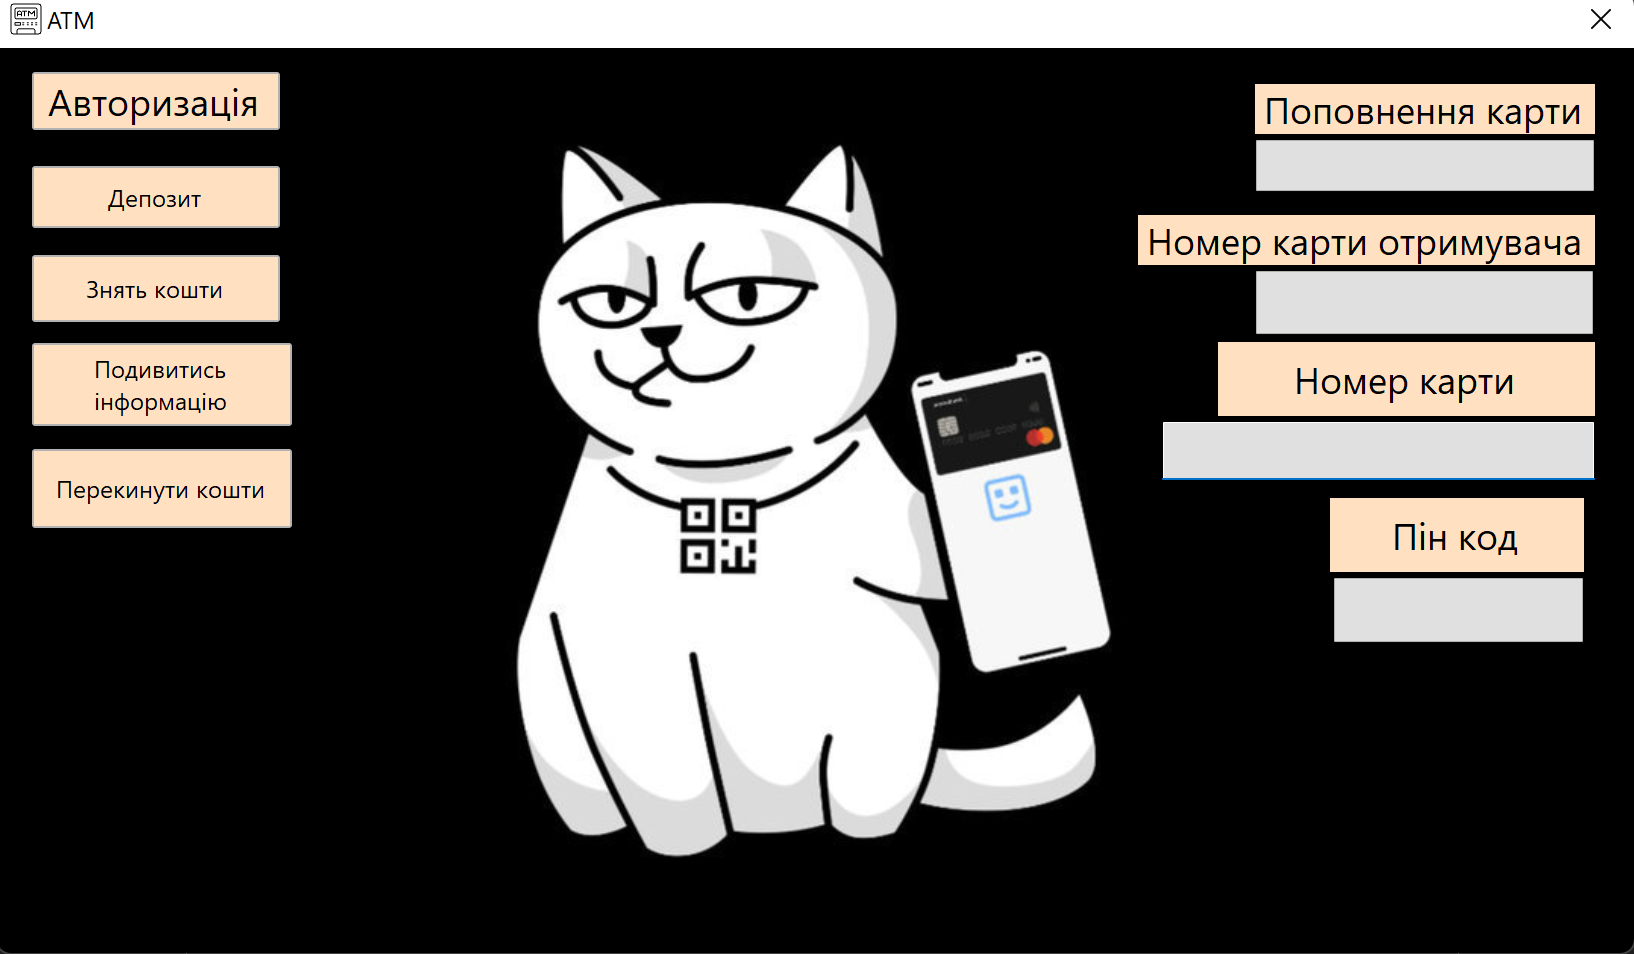 ATM
Авторизація
Депозит
Знять кошти
Подивитись
інформацію
Перекинути кошти
Поповнення карти
Номер карти отримувача
Номер карти
Пін код